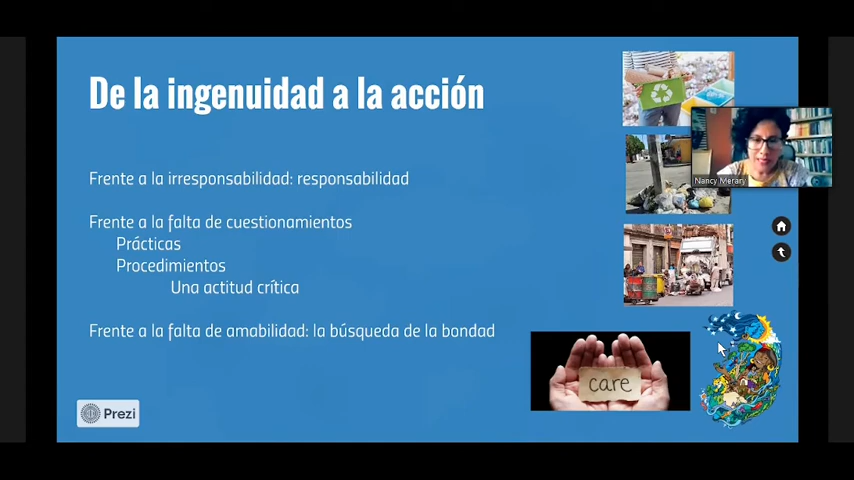 De la ingenuidad a la acción
Frente a la irresponsabilidad: responsabilidad
Frente a la falta de cuestionamientos
Prácticas
Procedimientos
Una actitud crítica
Frente a la falta de amabilidad: la búsqueda de la bondad
Nancy Merary
care
Prezi